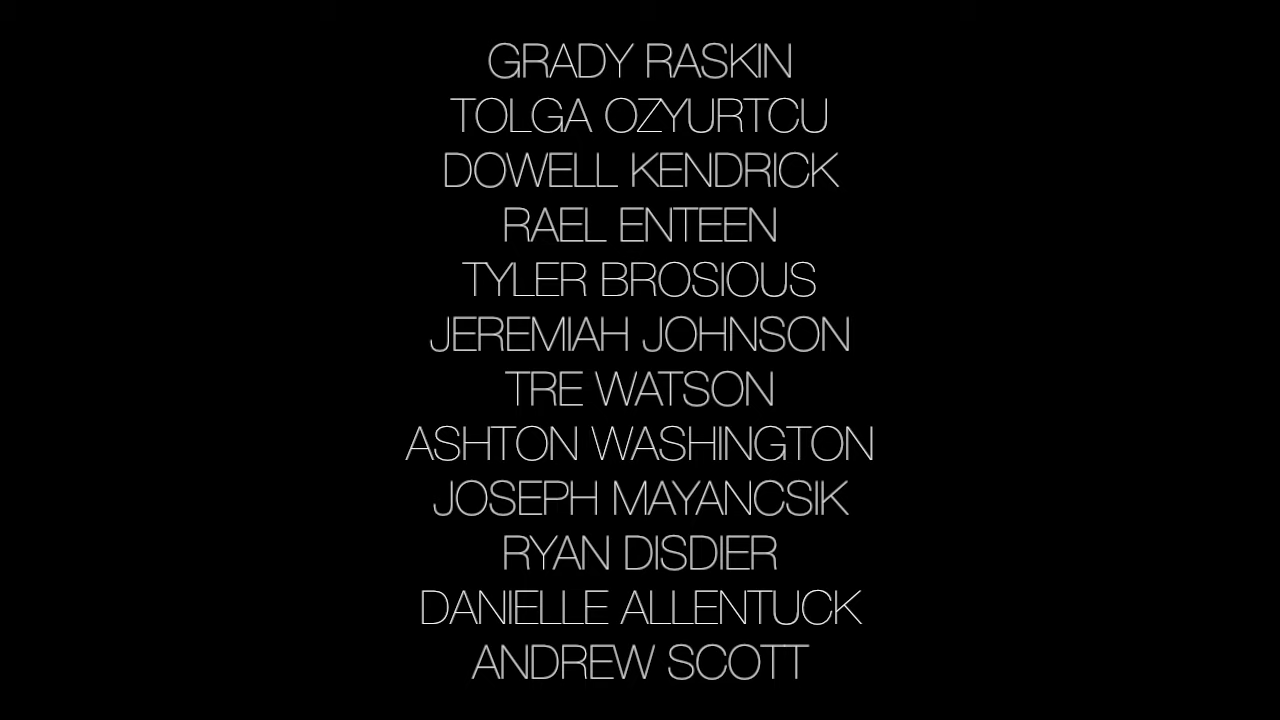 GRADY RASKIN
TOLGA OZYURTCU
DOWELL KENDRICK
RAEL ENTEEN
TYLER BROSIOUS
JEREMIAH JOHNSON
TRE WATSON
ASHTON WASHINGTON
JOSEPH MAYANCSIK
RYAN DISDIER
DANIELLE ALLENTUCK
ANDREW SCOTT